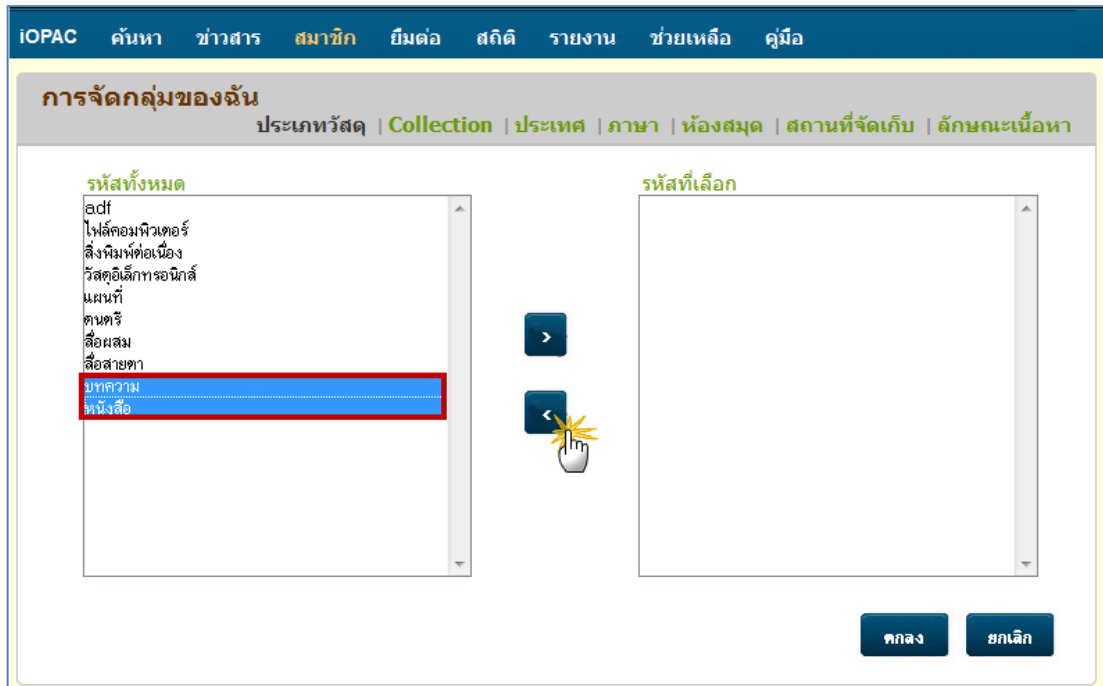 iOPAC ค้นหา ข่าวสาร สมาชิก ยืมต่อ สถิติ รายงาน ช่วยเหลือ คู่มือ
การจัดกลุ่มของฉัน
ประเภทวัสดุ | Collection | ประเทศ | ภาษา | ห้องสมุด | สถานที่จัดเก็บ | ลักษณะเนื้อหา
รหัสทั้งหมด
adf
ไฟล์คอมพิวเตอร์
สิ่งพิมพ์ต่อเนื่อง
วัสดุอิเล็กทรอนิกส์
แผนที่
ดนตรี
สื่อผสม
สื่อสายตา
บทความ
หนังสือ
>
<
รหัสที่เลือก
ตกลง ยกเลิก